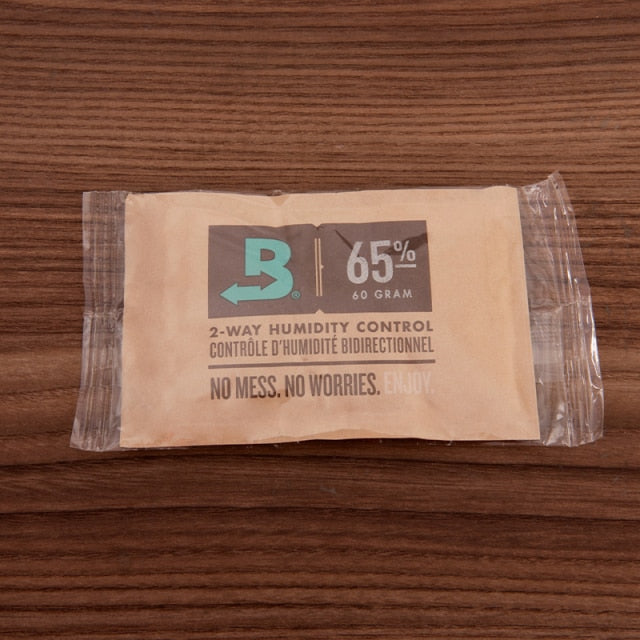 B® 65%
60 GRAM
2-WAY HUMIDITY CONTROL
CONTRÔLE D'HUMIDITÉ BIDIRECTIONNEL
NO MESS. NO WORRIES. ENJOY.